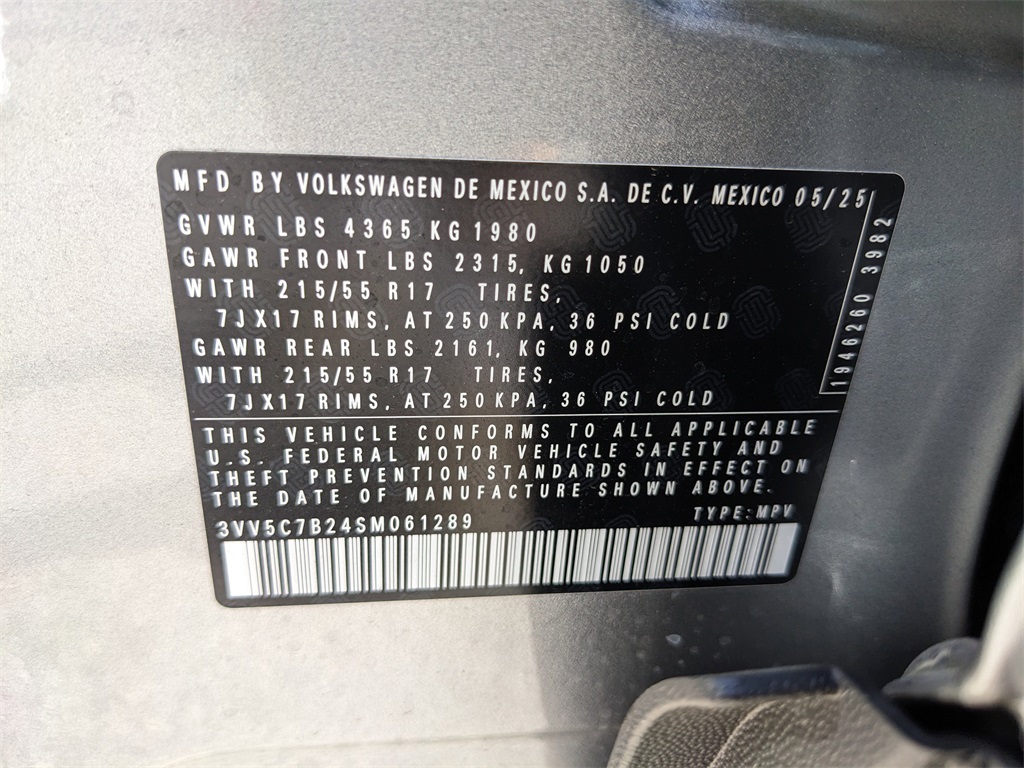 MFD BY VOLKSWAGEN DE MEXICO S.A. DE C.V. MEXICO 05/25
GVWR LBS 4365 KG 1980
GAWR FRONT LBS 2315, KG 1050
WITH 215/55 R17 TIRES,
7JX17 RIMS, AT 250 KPA, 36 PSI COLD
GAWR REAR LBS 2161, KG 980
WITH 215/55 R17 TIRES,
7JX17 RIMS, AT 250 KPA, 36 PSI COLD
1946260 3982
THIS VEHICLE CONFORMS TO ALL APPLICABLE
U.S. FEDERAL MOTOR VEHICLE SAFETY AND
THEFT PREVENTION STANDARDS IN EFFECT ON
THE DATE OF MANUFACTURE SHOWN ABOVE.
3VV5C7B24SM061289 TYPE: MPV